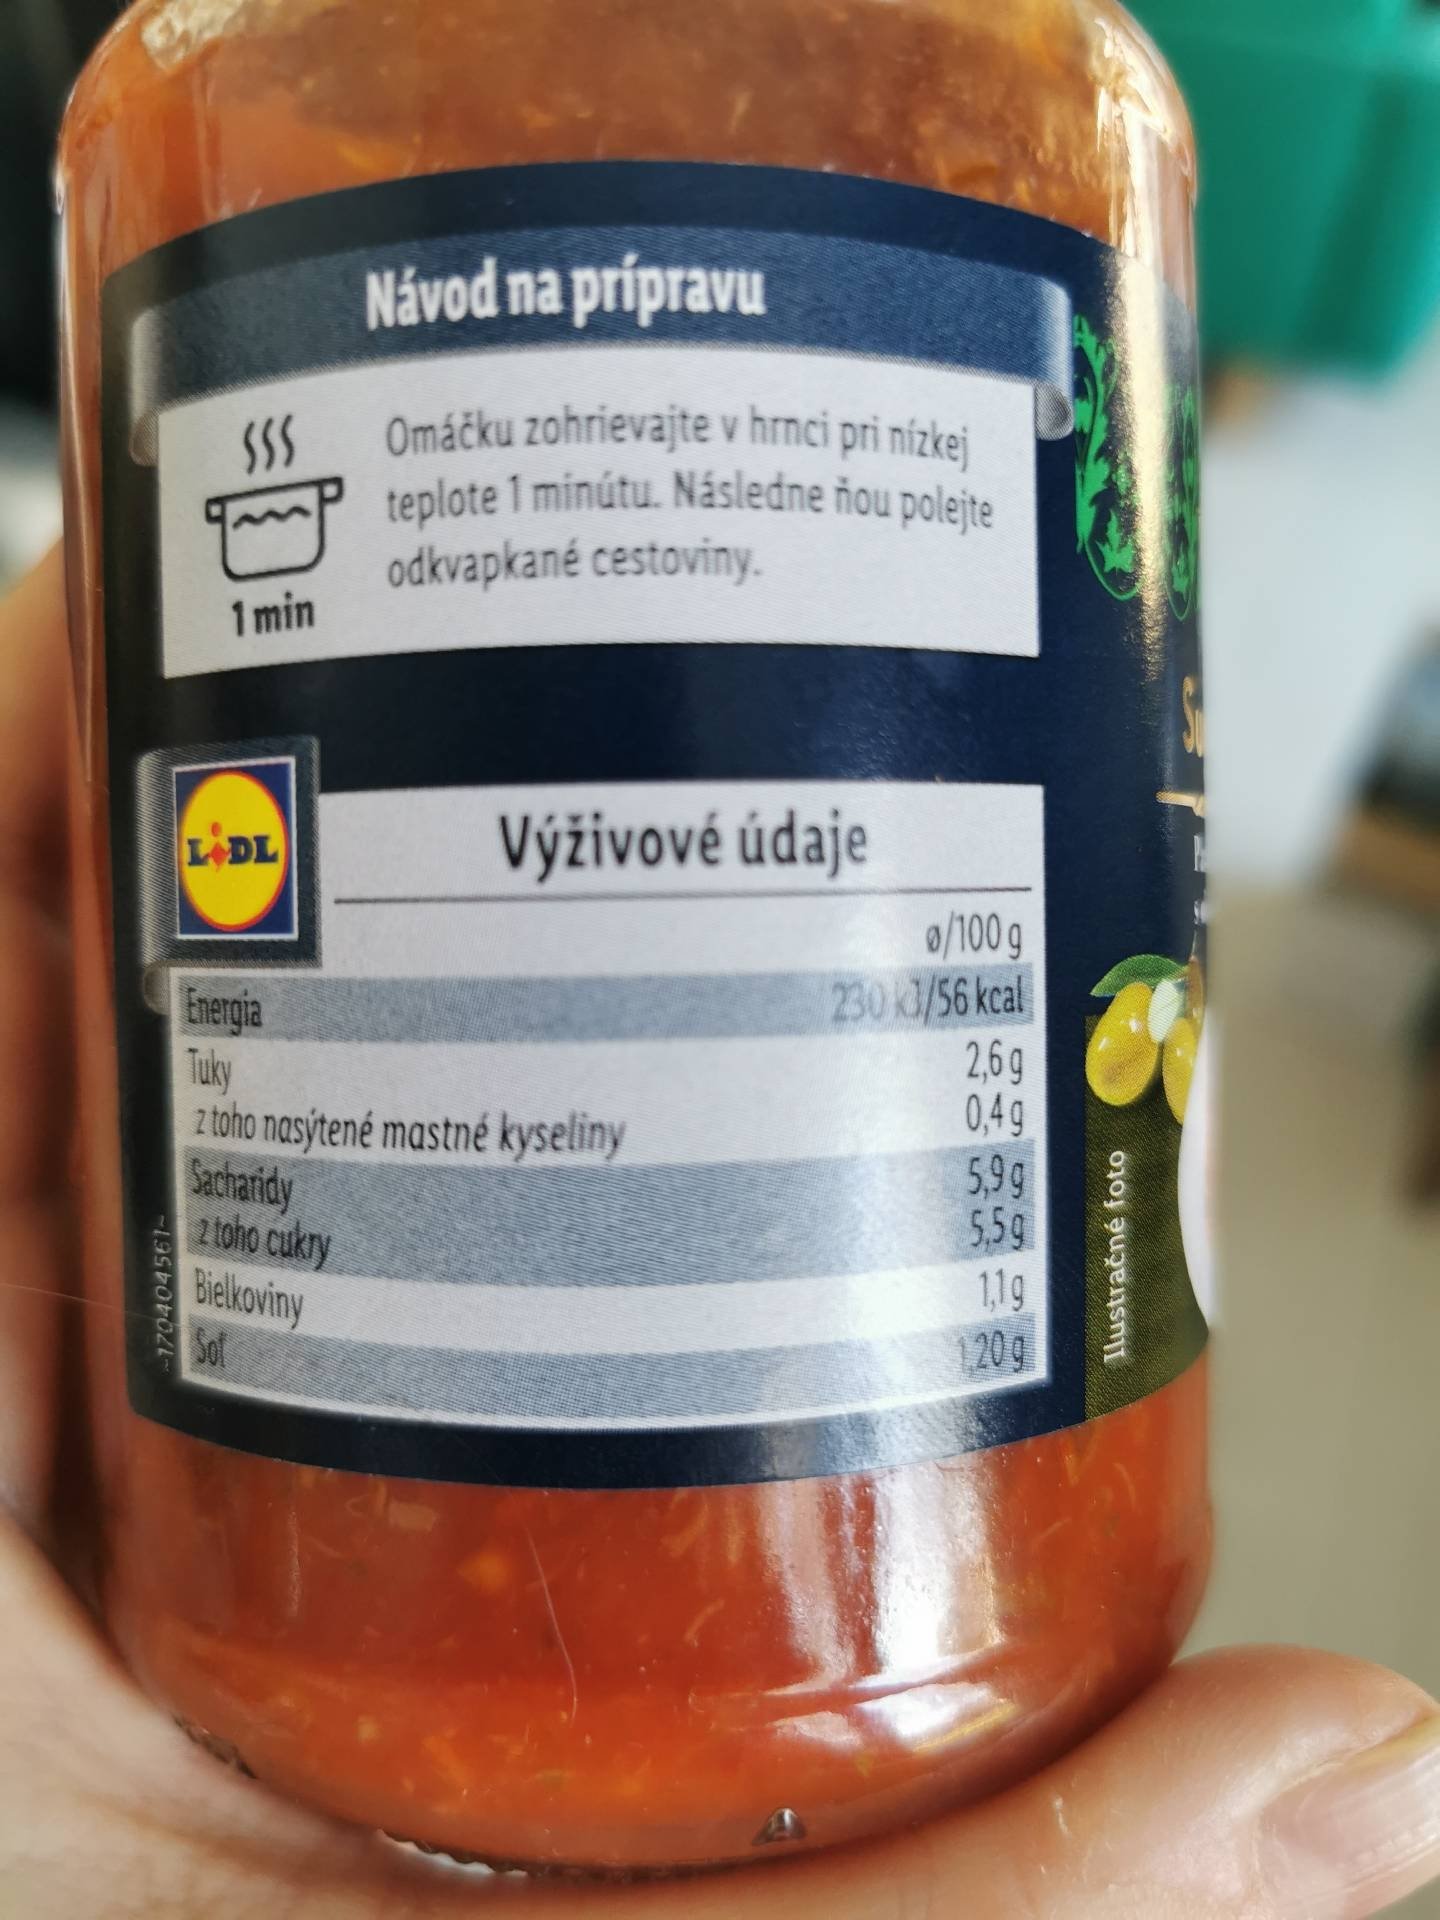 Návod na prípravu
Omáčku zohrievajte v hrnci pri nízkej
teplote 1 minútu. Následne ňou polejte
odkvapkané cestoviny.
1 min
LIDL
Výživové údaje
ø/100 g
Energia 230 kJ/56 kcal
Tuky 2,6 g
z toho nasýtené mastné kyseliny 0,4 g
Sacharidy 5,9 g
z toho cukry 5,5 g
Bielkoviny 1,1 g
Soľ 1,20 g
~170404561~
Ilustračné foto